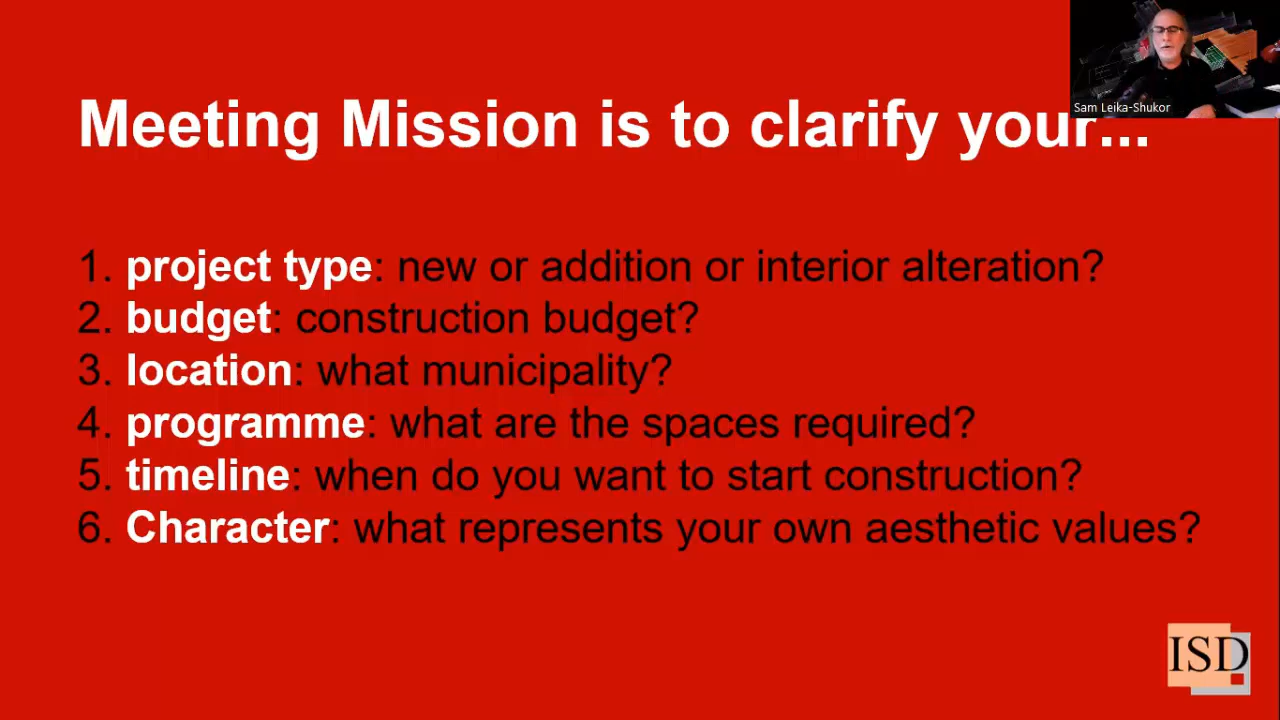 Sam Leika-Shukor
Meeting Mission is to clarify your...
1. project type: new or addition or interior alteration?
2. budget: construction budget?
3. location: what municipality?
4. programme: what are the spaces required?
5. timeline: when do you want to start construction?
6. Character: what represents your own aesthetic values?
ISD